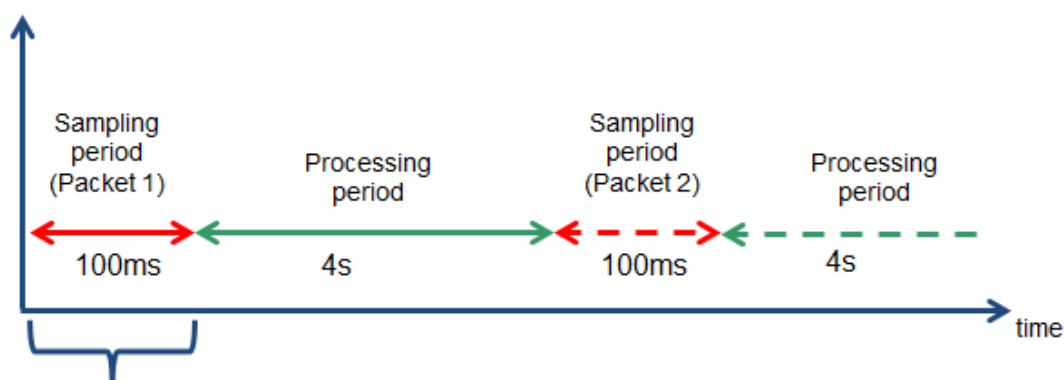 Sampling
period
(Packet 1)
Processing
period
Sampling
period
(Packet 2)
Processing
period
100ms
4s
100ms
4s
time